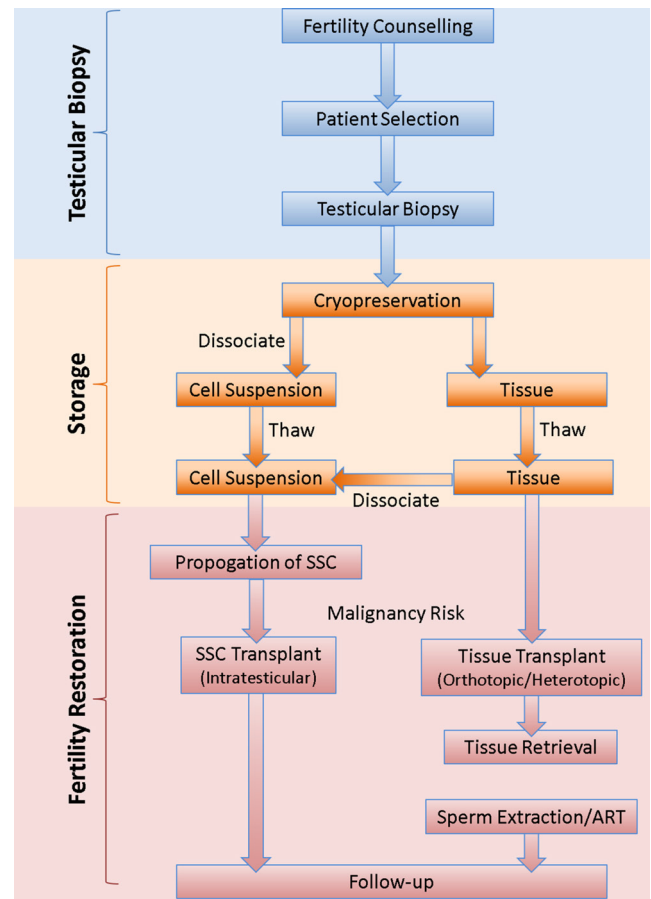 Testicular Biopsy
Fertility Counselling
Patient Selection
Testicular Biopsy
Storage
Cryopreservation
Dissociate
Cell Suspension
Tissue
Thaw
Thaw
Cell Suspension
Tissue
Dissociate
Fertility Restoration
Propogation of SSC
Malignancy Risk
SSC Transplant
(Intratesticular)
Tissue Transplant
(Orthotopic/Heterotopic)
Tissue Retrieval
Sperm Extraction/ART
Follow-up